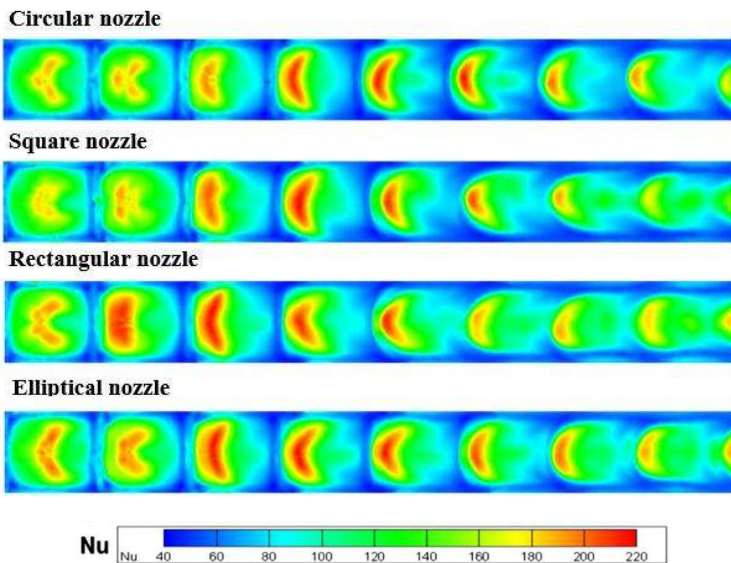 Circular nozzle
Square nozzle
Rectangular nozzle
Elliptical nozzle
Nu
Nu 40 60 80 100 120 140 160 180 200 220